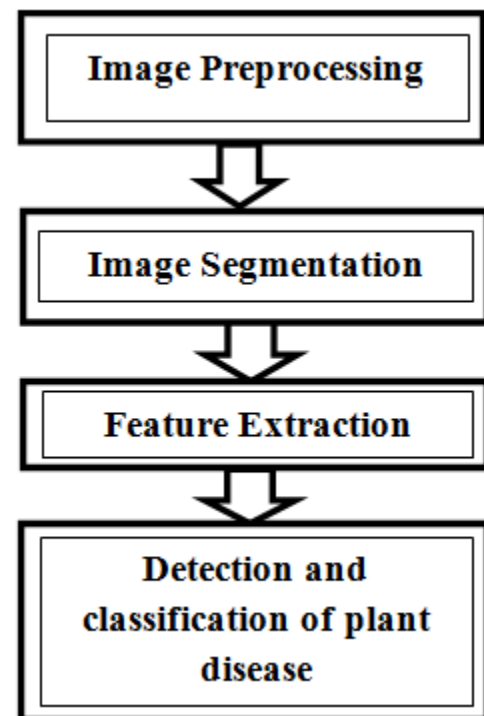 Image Preprocessing
Image Segmentation
Feature Extraction
Detection and
classification of plant
disease